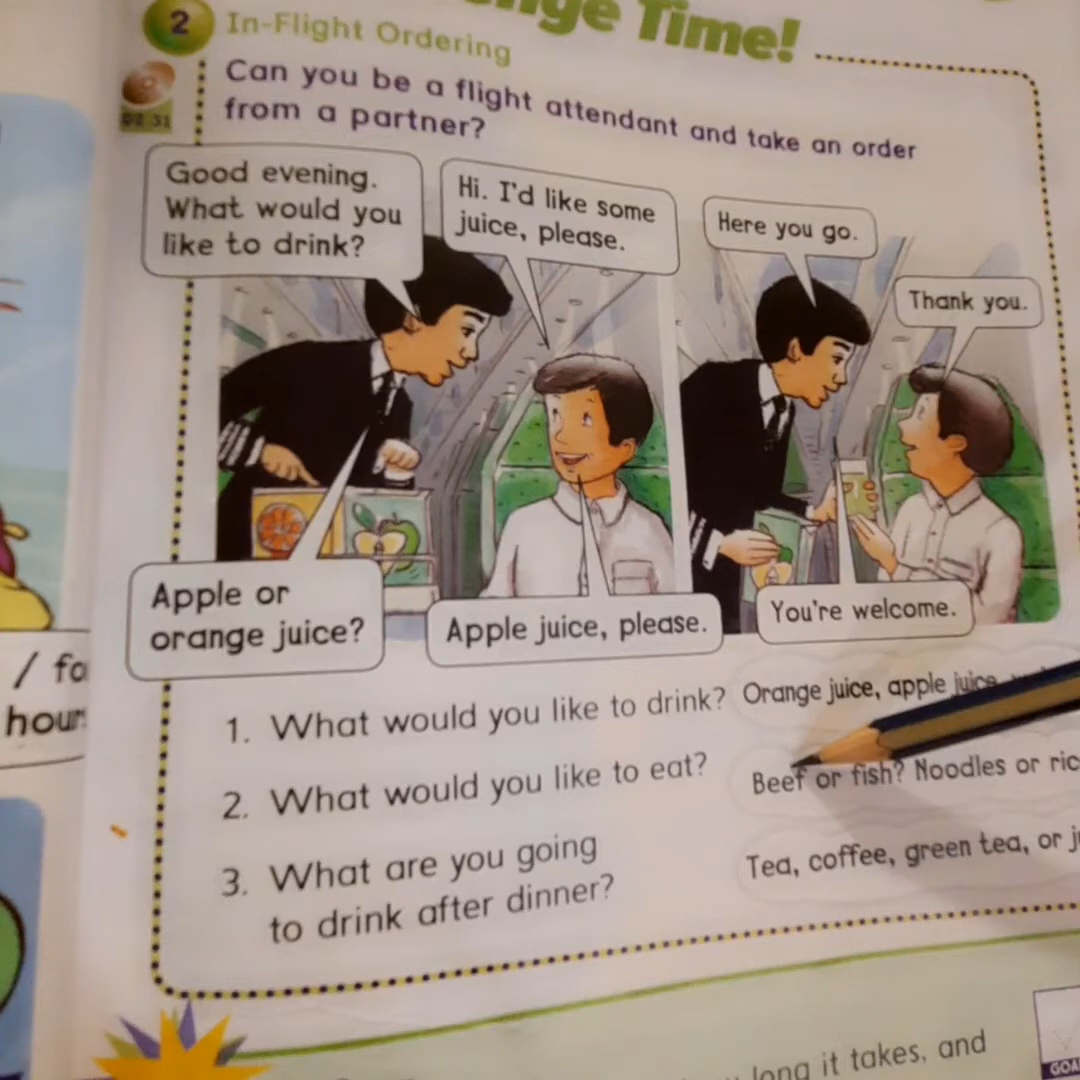 Time!
2 In-Flight Ordering
Can you be a flight attendant and take an order
from a partner?
Good evening.
What would you
like to drink?
Hi. I'd like some
juice, please.
Here you go.
Thank you.
Apple or
orange juice?
Apple juice, please.
You're welcome.
1. What would you like to drink? Orange juice, apple juice
2. What would you like to eat? Beef or fish? Noodles or
3. What are you going
to drink after dinner?
Tea, coffee, green tea, or
/
long it takes, and